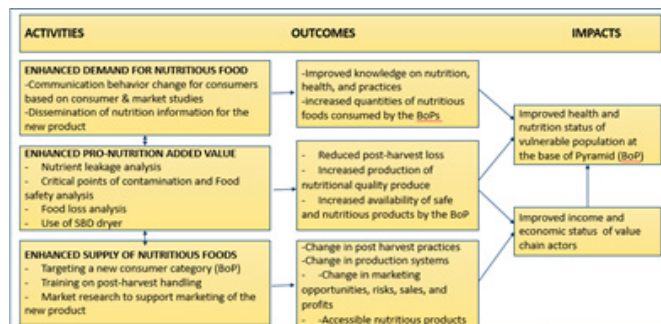 ACTIVITIES
OUTCOMES
IMPACTS
ENHANCED DEMAND FOR NUTRITIOUS FOOD
-Communication behavior change for consumers
based on consumer & market studies
-Dissemination of nutrition information for the
new product
-Improved knowledge on nutrition,
health, and practices
-increased quantities of nutritious
foods consumed by the BoPs
ENHANCED PRO-NUTRITION ADDED VALUE
- Nutrient leakage analysis
- Critical points of contamination and Food
safety analysis
- Food loss analysis
- Use of SBD dryer
- Reduced post-harvest loss
- Increased production of
nutritional quality produce
- Increased availability of safe
and nutritious products by the BoP
ENHANCED SUPPLY OF NUTRITIOUS FOODS
- Targeting a new consumer category (BoP)
- Training on post-harvest handling
- Market research to support marketing of the
new product
-Change in post harvest practices
-Change in production systems
- -Change in marketing
opportunities, risks, sales, and
profits
- -Accessible nutritious products
Improved health and
nutrition status of
vulnerable population at
the base of Pyramid (BoP)
Improved income and
economic status of value
chain actors